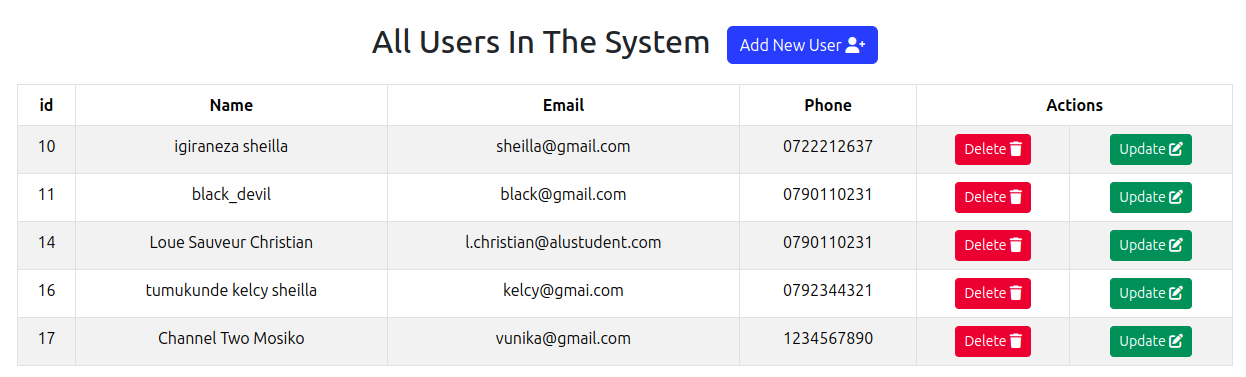 All Users In The System Add New User
id Name Email Phone Actions
10 igiraneza sheilla sheilla@gmail.com 0722212637 Delete Update
11 black_devil black@gmail.com 0790110231 Delete Update
14 Loue Sauveur Christian l.christian@alustudent.com 0790110231 Delete Update
16 tumukunde kelcy sheilla kelcy@gmai.com 0792344321 Delete Update
17 Channel Two Mosiko vunika@gmail.com 1234567890 Delete Update